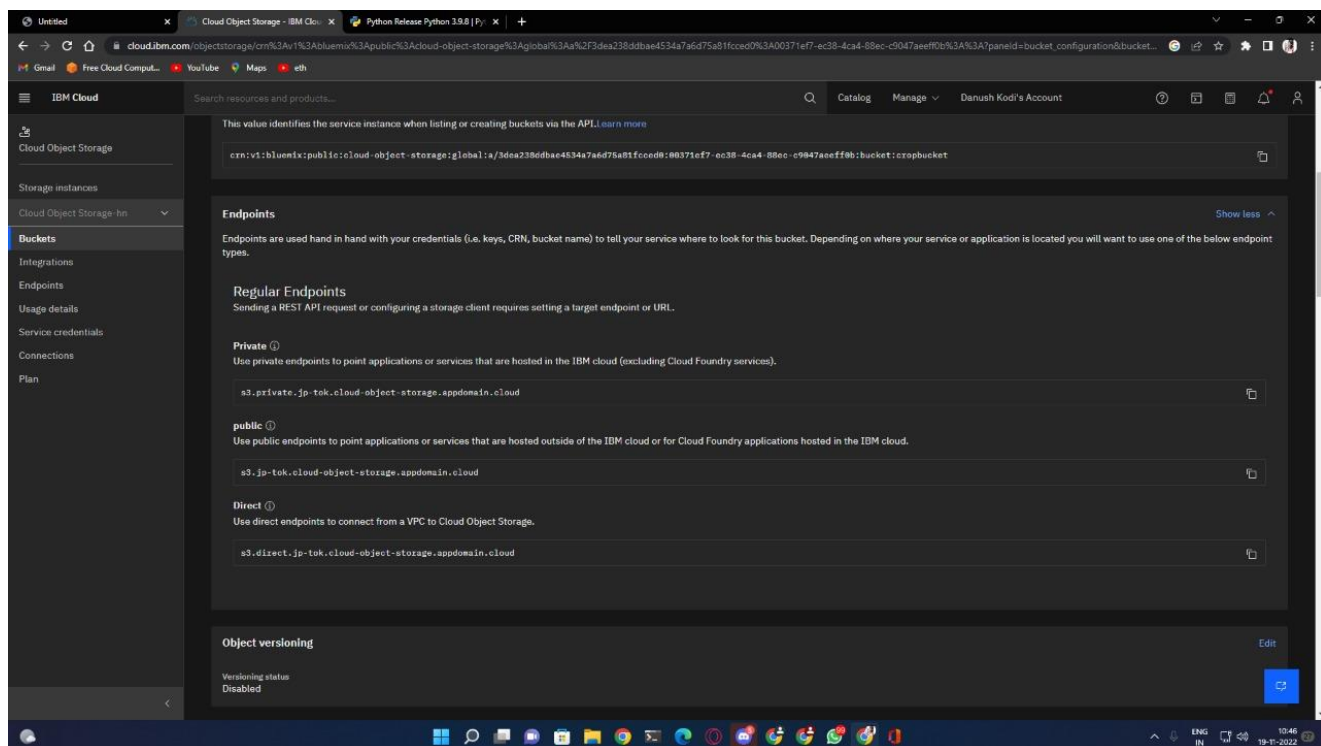 Untitled
Cloud Object Storage - IBM Clou
Python Release Python 3.9.8 | Py
cloud.ibm.com/objectstorage/crn%3Av1%3Abluemix%3Apublic%3Acloud-object-storage%3Aglobal%3Aa%2F3dea238ddbae4534a7a6d75a81fcced0%3A00371ef7-ec38-4ca4-88ec-c9047aeeff0b%3A%3A?paneId=bucket_configuration&bucket...
Gmail
Free Cloud Comput...
YouTube
Maps
eth
IBM Cloud
Search resources and products...
Catalog
Manage
Danush Kodi's Account
Cloud Object Storage
Storage instances
Cloud Object Storage-hn
Buckets
Integrations
Endpoints
Usage details
Service credentials
Connections
Plan
This value identifies the service instance when listing or creating buckets via the API.Learn more
crn:v1:bluemix:public:cloud-object-storage:global:a/3dea238ddbae4534a7a6d75a81fcced0:00371ef7-ec38-4ca4-88ec-c9047aeeff0b:bucket:cropbucket
Endpoints
Show less
Endpoints are used hand in hand with your credentials (i.e. keys, CRN, bucket name) to tell your service where to look for this bucket. Depending on where your service or application is located you will want to use one of the below endpoint
types.
Regular Endpoints
Sending a REST API request or configuring a storage client requires setting a target endpoint or URL.
Private
Use private endpoints to point applications or services that are hosted in the IBM cloud (excluding Cloud Foundry services).
s3.private.jp-tok.cloud-object-storage.appdomain.cloud
public
Use public endpoints to point applications or services that are hosted outside of the IBM cloud or for Cloud Foundry applications hosted in the IBM cloud.
s3.jp-tok.cloud-object-storage.appdomain.cloud
Direct
Use direct endpoints to connect from a VPC to Cloud Object Storage.
s3.direct.jp-tok.cloud-object-storage.appdomain.cloud
Object versioning
Edit
Versioning status
Disabled
ENG
IN
10:46
19-11-2022